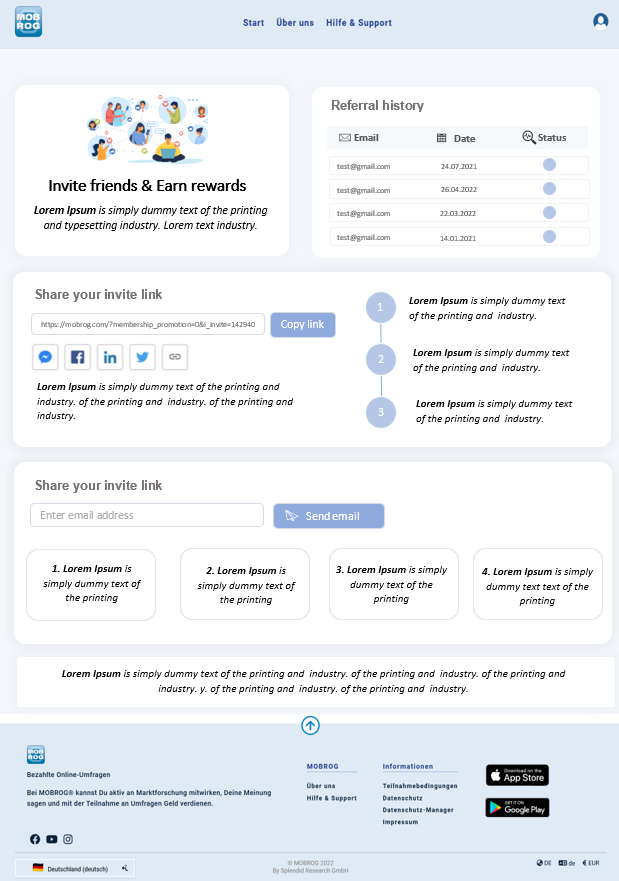 MOB
ROG
Start Über uns Hilfe & Support
Invite friends & Earn rewards
Lorem Ipsum is simply dummy text of the printing
and typesetting industry. Lorem text industry.
Referral history
Email Date Status
test@gmail.com 24.07.2021
test@gmail.com 26.04.2022
test@gmail.com 22.03.2022
test@gmail.com 14.01.2021
Share your invite link
https://mobrog.com/?membership_promotion=0&i_invite=142940
Copy link
Lorem Ipsum is simply dummy text of the printing and
industry. of the printing and industry. of the printing and
industry.
1
Lorem Ipsum is simply dummy text
of the printing and industry.
2
Lorem Ipsum is simply dummy text
of the printing and industry.
3
Lorem Ipsum is simply dummy text
of the printing and industry.
Share your invite link
Enter email address
Send email
1. Lorem Ipsum is
simply dummy text of
the printing
2. Lorem Ipsum is
simply dummy text of
the printing
3. Lorem Ipsum is simply
dummy text of the
printing
4. Lorem Ipsum is simply
dummy text text of the
printing
Lorem Ipsum is simply dummy text of the printing and industry. of the printing and industry. of the printing and
industry. y. of the printing and industry. of the printing and industry.
MOB
ROG
Bezahlte Online-Umfragen
Bei MOBROG® kannst Du aktiv an Marktforschung mitwirken, Deine Meinung
sagen und mit der Teilnahme an Umfragen Geld verdienen.
MOBROG
Über uns
Hilfe & Support
Informationen
Teilnahmebedingungen
Datenschutz
Datenschutz-Manager
Impressum
Download on the
App Store
GET IT ON
Google Play
Deutschland (deutsch)
© MOBROG 2022
By Splendid Research GmbH
DE de € EUR